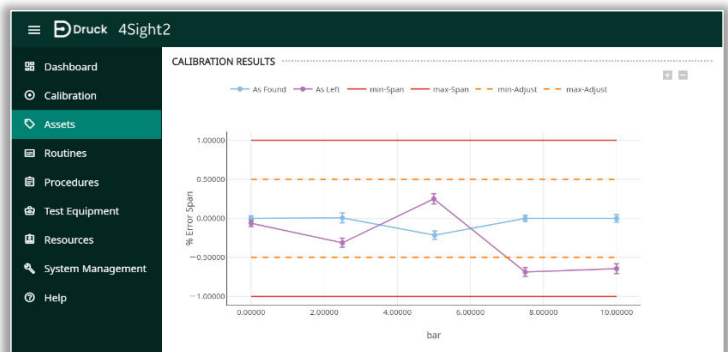 Druck 4Sight2
Dashboard
Calibration
Assets
Routines
Procedures
Test Equipment
Resources
System Management
Help
CALIBRATION RESULTS
As Found As Left min-Span max-Span min-Adjust max-Adjust
% Error Span
1.00000
0.50000
0.00000
−0.50000
−1.00000
0.00000 2.00000 4.00000 6.00000 8.00000 10.00000
bar